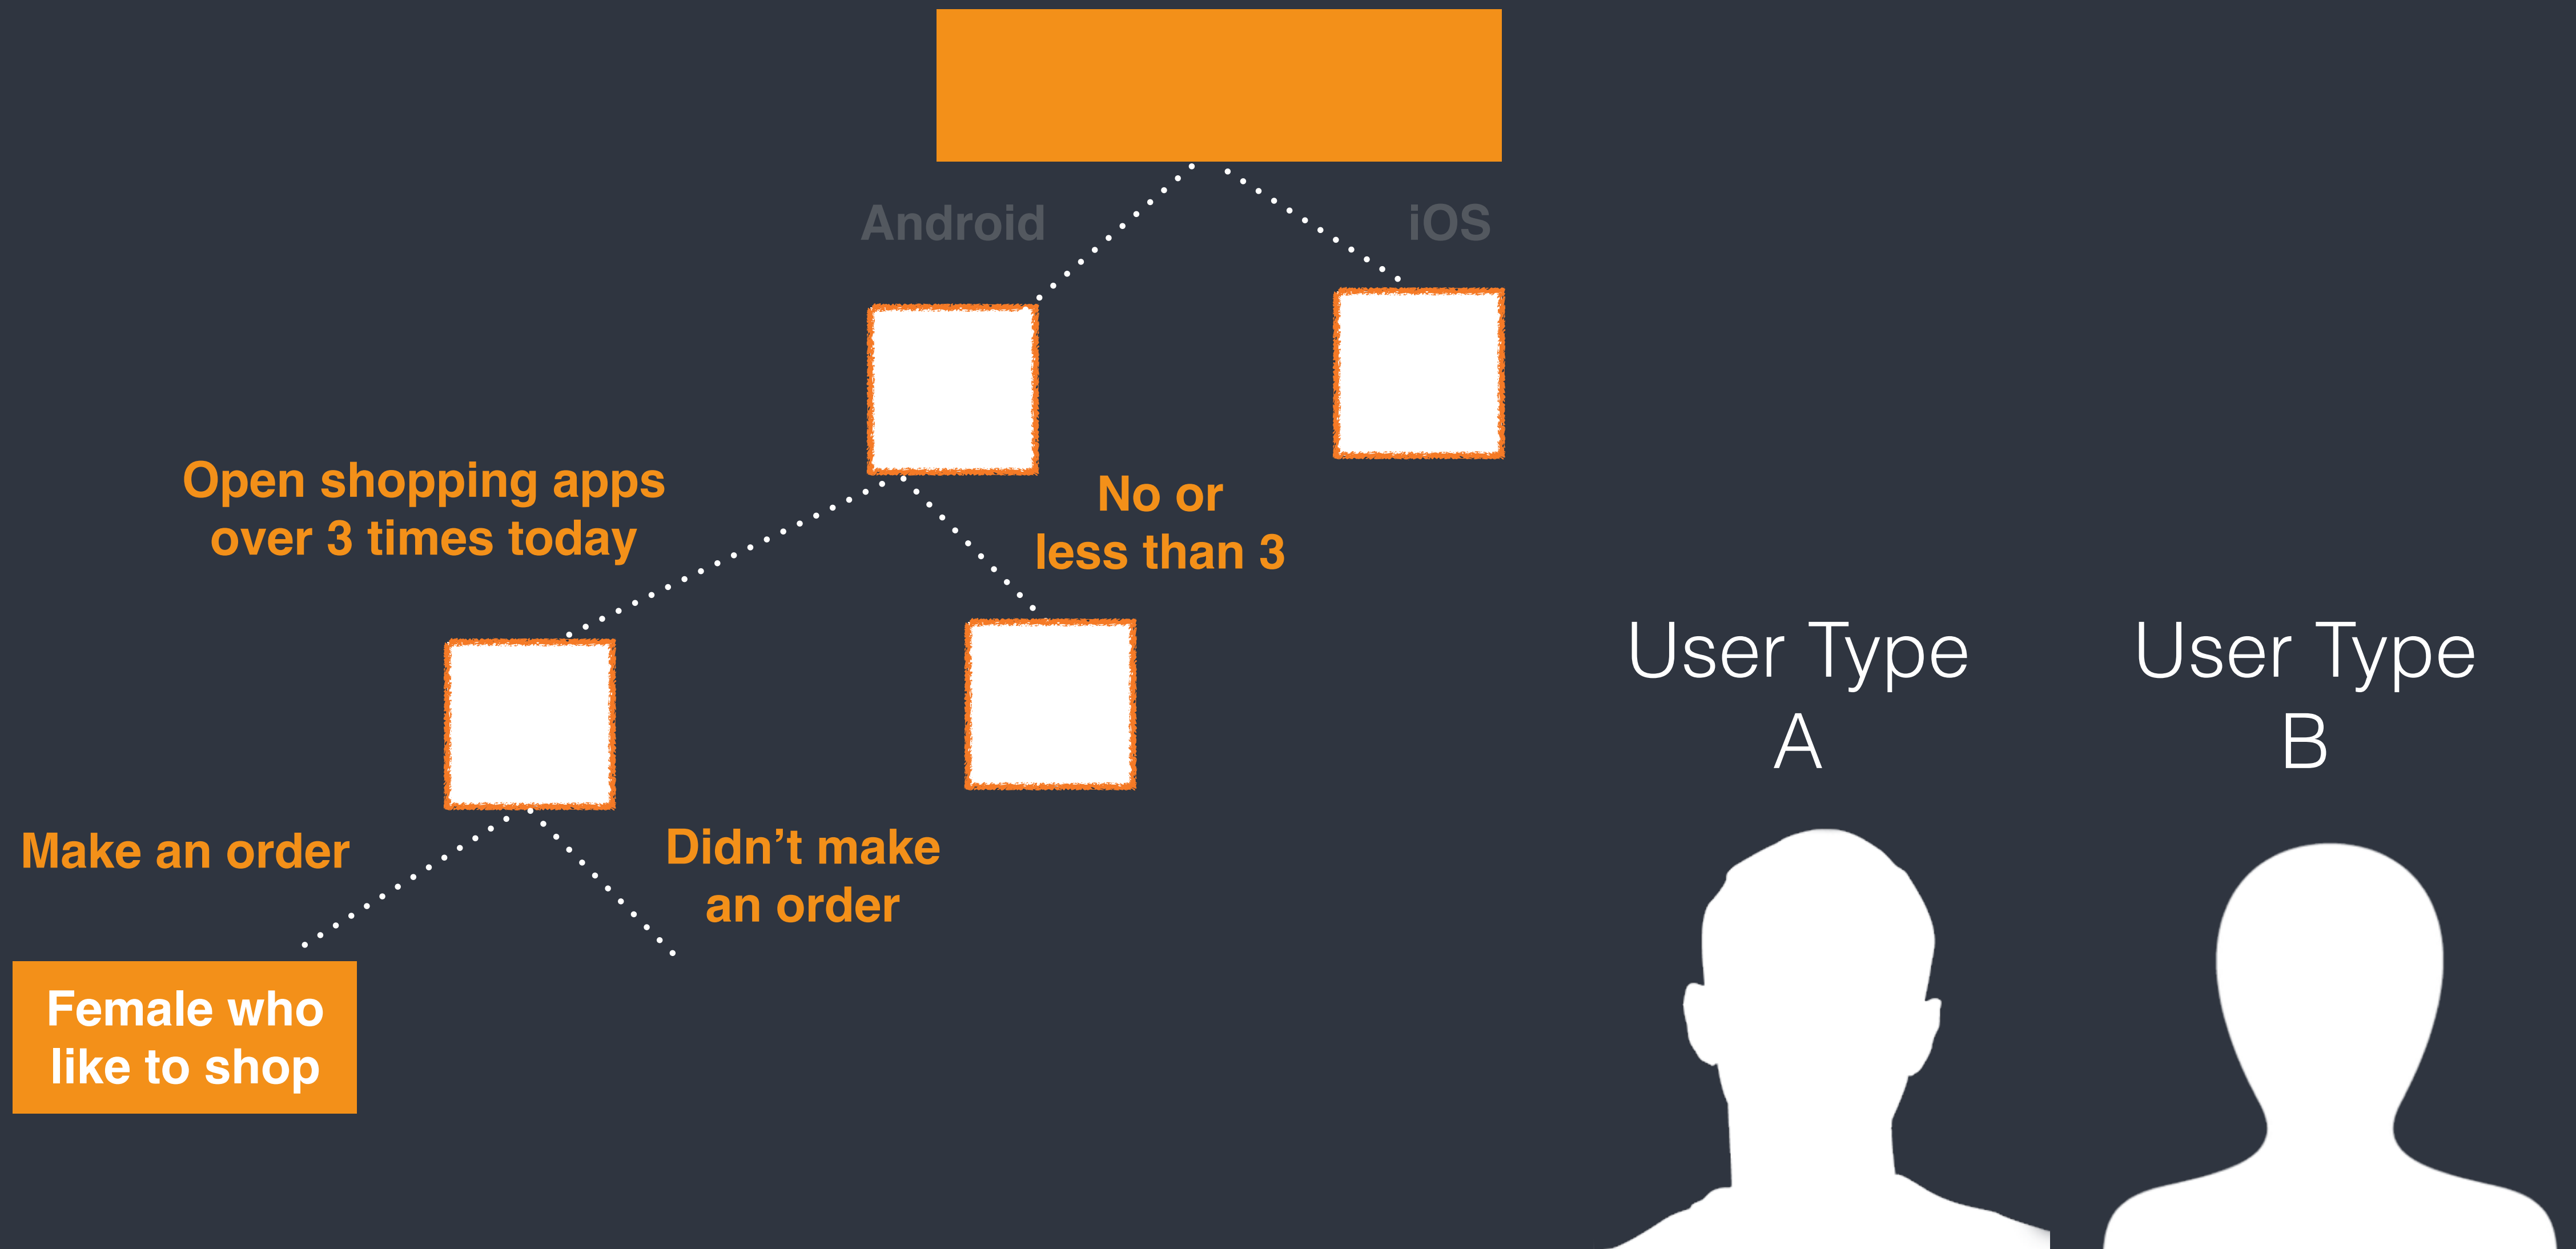 Android
iOS
Open shopping apps
over 3 times today
No or
less than 3
User Type
A
User Type
B
Make an order
Didn’t make
an order
Female who
like to shop